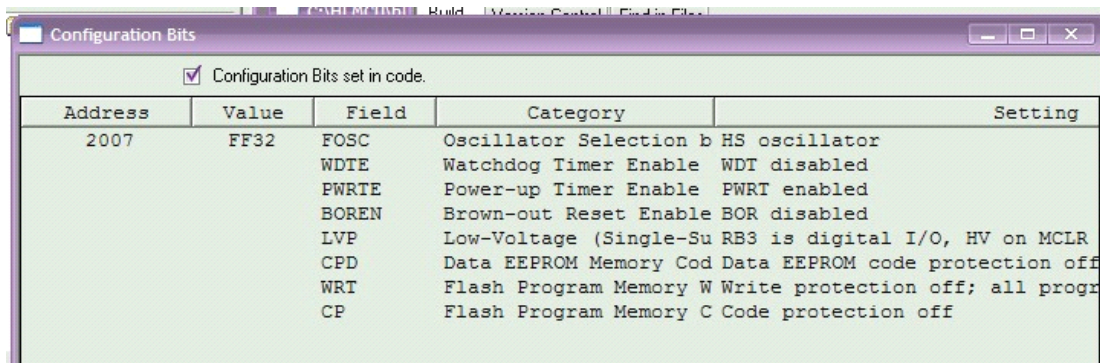 Build
Configuration Bits
Configuration Bits set in code.
Address Value Field Category Setting
2007 FF32 FOSC Oscillator Selection b HS oscillator
WDTE Watchdog Timer Enable WDT disabled
PWRTE Power-up Timer Enable PWRT enabled
BOREN Brown-out Reset Enable BOR disabled
LVP Low-Voltage (Single-Su RB3 is digital I/O, HV on MCLR
CPD Data EEPROM Memory Cod Data EEPROM code protection off
WRT Flash Program Memory W Write protection off; all progr
CP Flash Program Memory C Code protection off